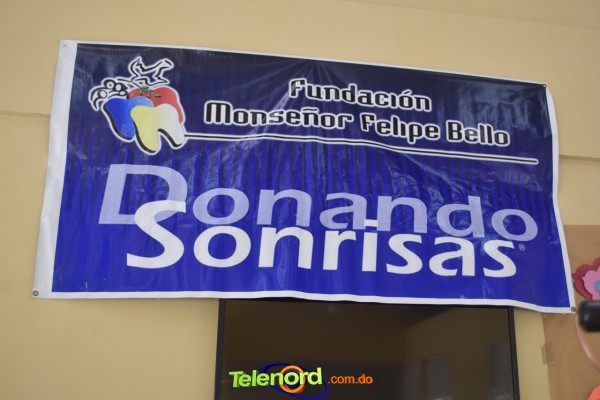 Fundación
Monseñor Felipe Bello
Donando
Sonrisas®
Telenord.com.do